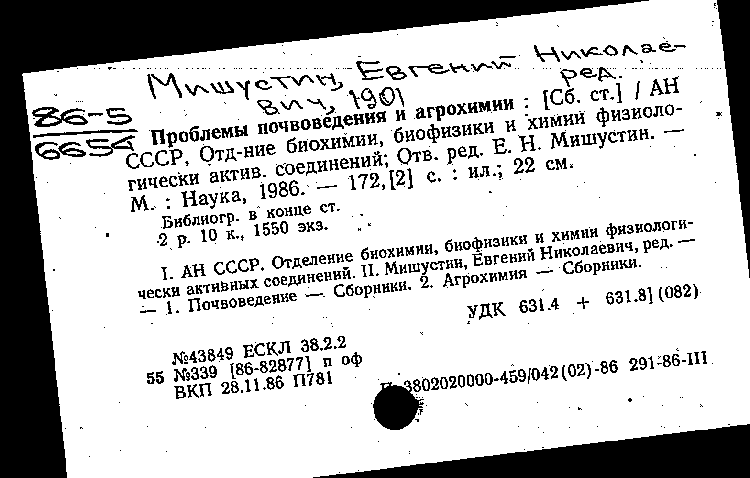 Мишустин, Евгений Николае-
вич, 1901 ред.
86-5
6654
Проблемы почвоведения и агрохимии : [Сб. ст.] / АН
СССР, Отд-ние биохимии, биофизики и химии физиоло-
гически актив. соединений; Отв. ред. Е. Н. Мишустин. —
М. : Наука, 1986. — 172,[2] с. : ил.; 22 см.
Библиогр. в конце ст.
2 р. 10 к., 1550 экз.
I. АН СССР. Отделение биохимии, биофизики и химии физиологи-
чески активных соединений. II. Мишустин, Евгений Николаевич, ред. —
— 1. Почвоведение — Сборники. 2. Агрохимия — Сборники.
УДК 631.4 + 631.8](082)
№43849 ЕСКЛ 38.2.2
55 №339 [86-82877] п оф
ВКП 28.11.86 П781
П 3802020000-459/042(02)-86 291-86-III